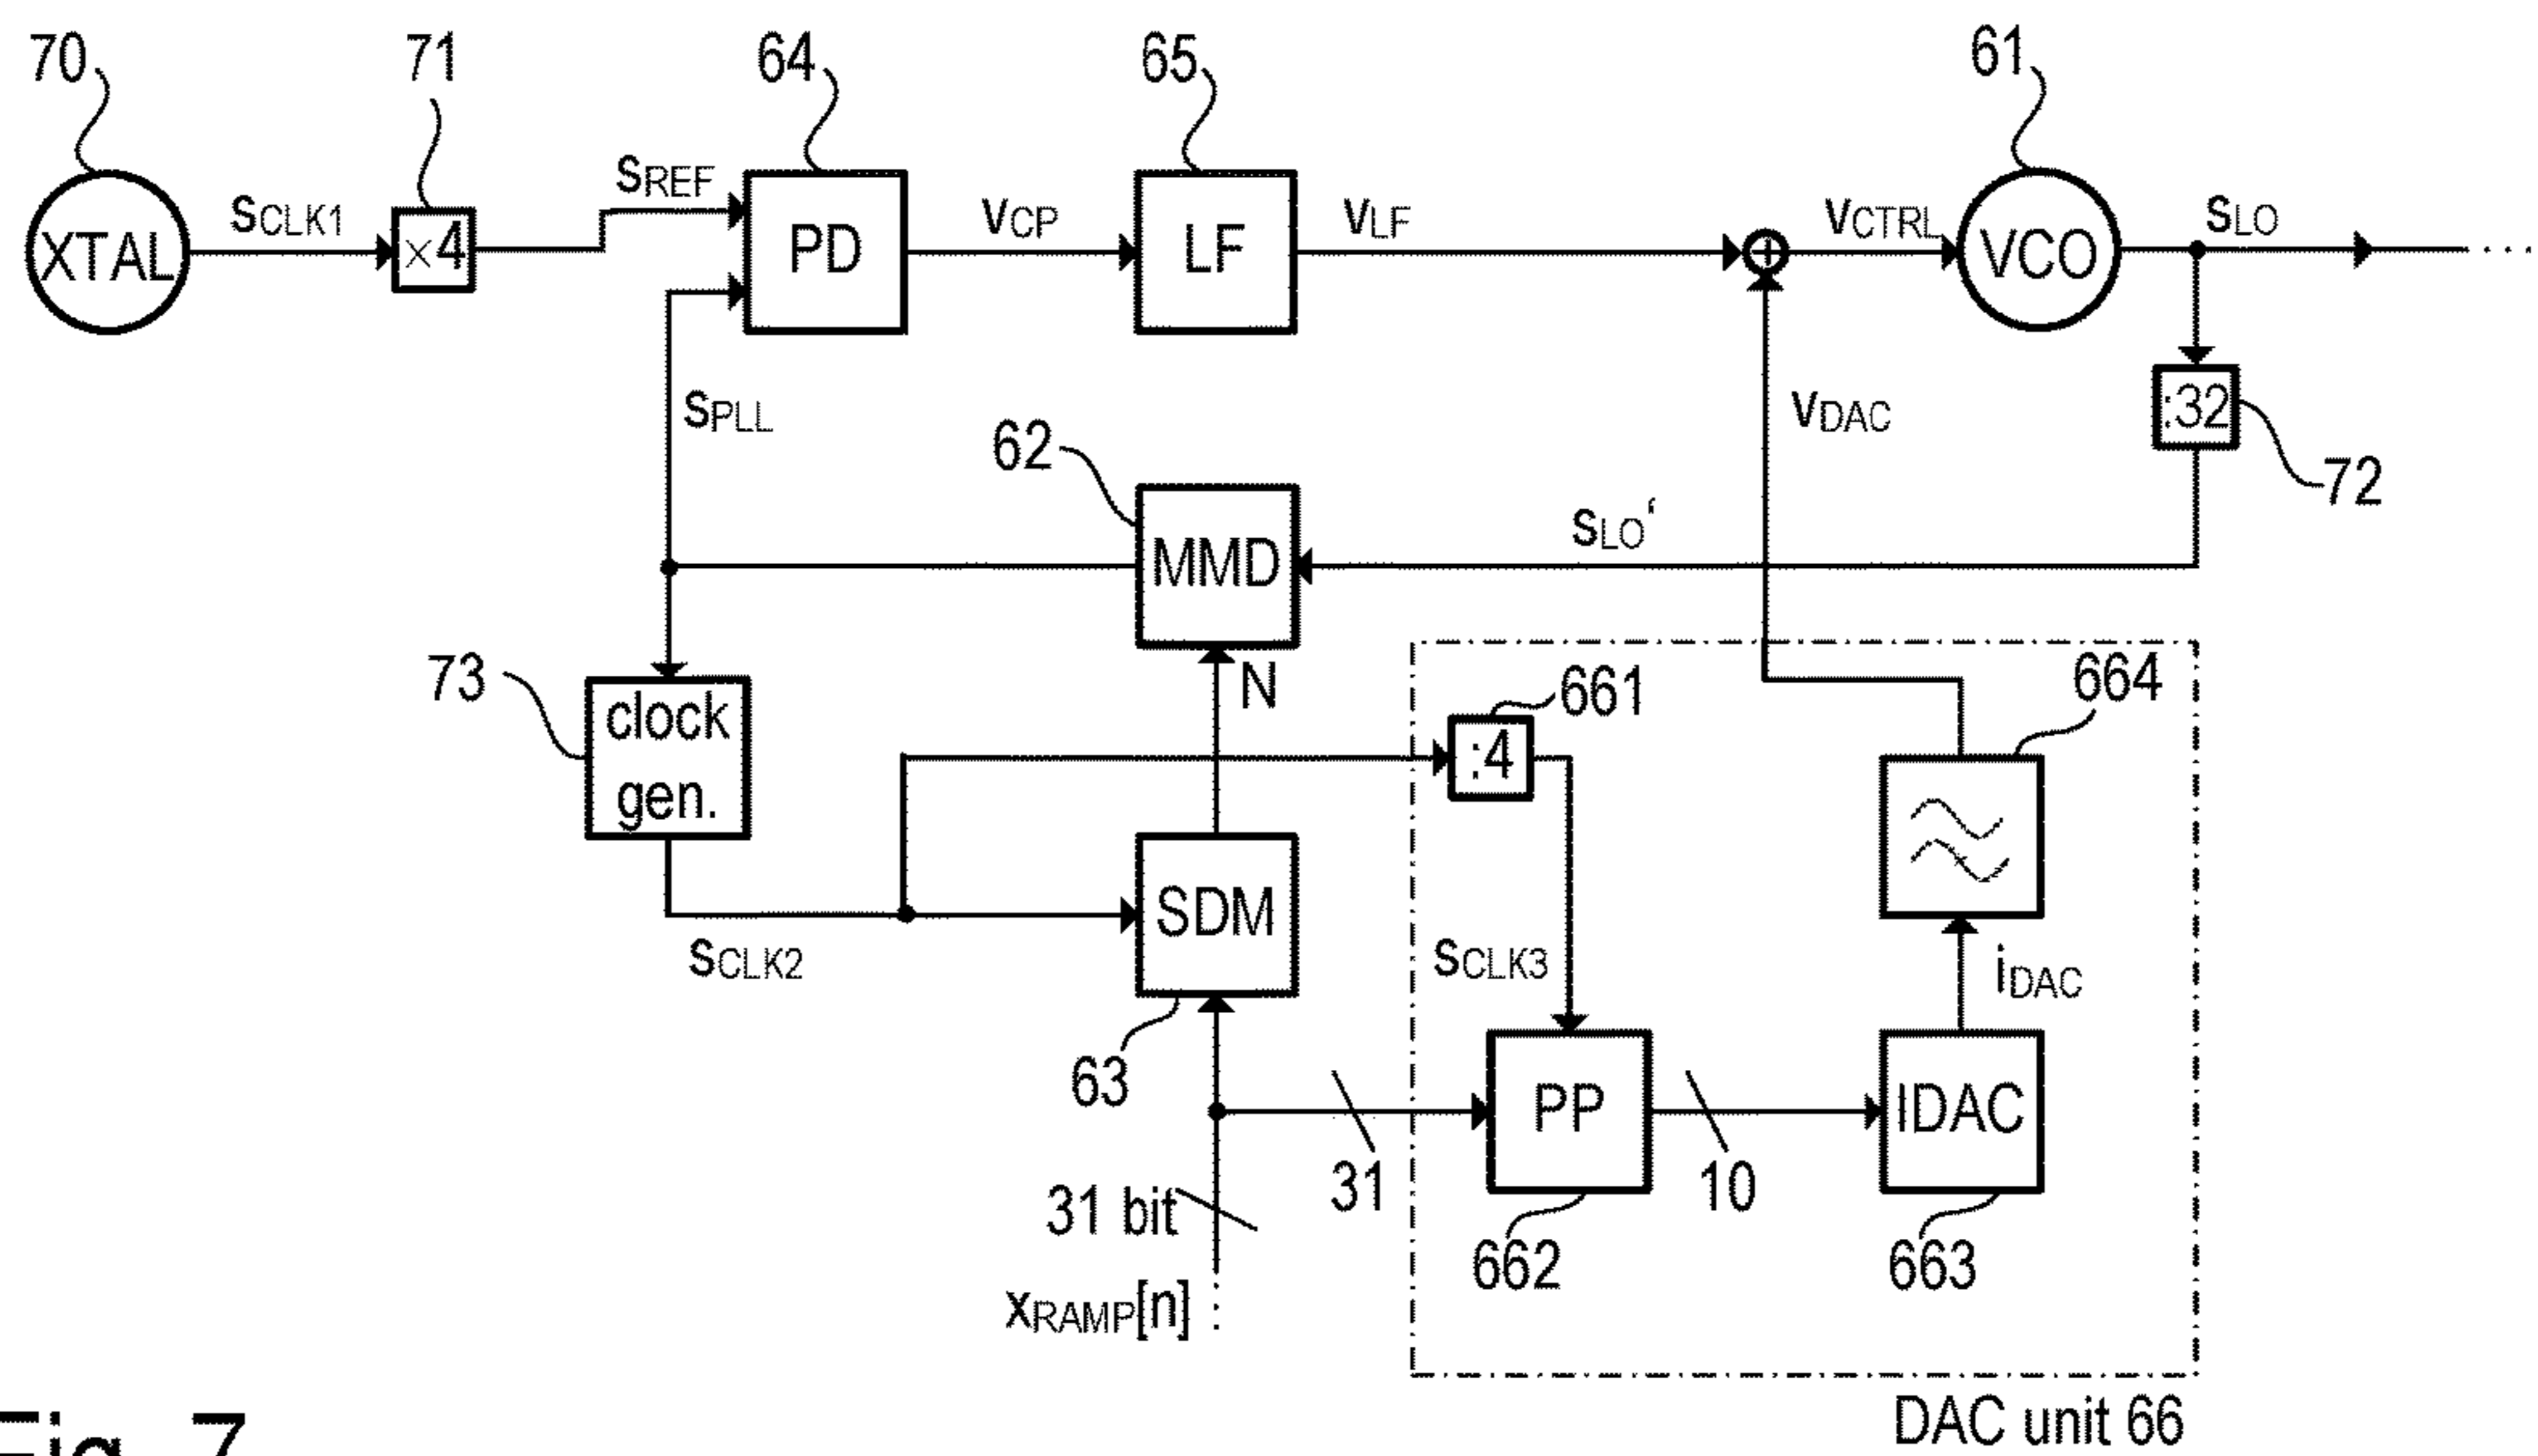 70
71
64
65
61
XTAL
sCLK1
×4
sREF
PD
vCP
LF
vLF
+
vCTRL
VCO
sLO
sPLL
62
vDAC
:32
72
MMD
sLO'
73
clock
gen.
N
661
:4
664
sCLK2
SDM
sCLK3
iDAC
63
PP
IDAC
31
10
31 bit
662
663
xRAMP[n]
DAC unit 66
Fig. 7